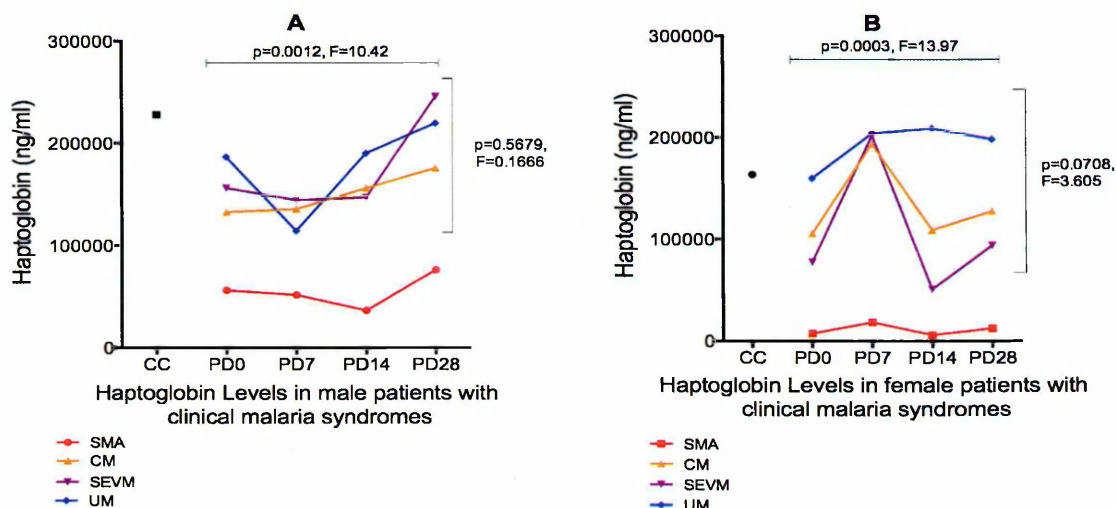 A
300000
200000
100000
0
Haptoglobin (ng/ml)
p=0.0012, F=10.42
p=0.5679,
F=0.1666
CC PD0 PD7 PD14 PD28
Haptoglobin Levels in male patients with
clinical malaria syndromes
SMA
CM
SEVM
UM
B
300000
200000
100000
0
Haptoglobin (ng/ml)
p=0.0003, F=13.97
p=0.0708,
F=3.605
CC PD0 PD7 PD14 PD28
Haptoglobin Levels in female patients with
clinical malaria syndromes
SMA
CM
SEVM
UM